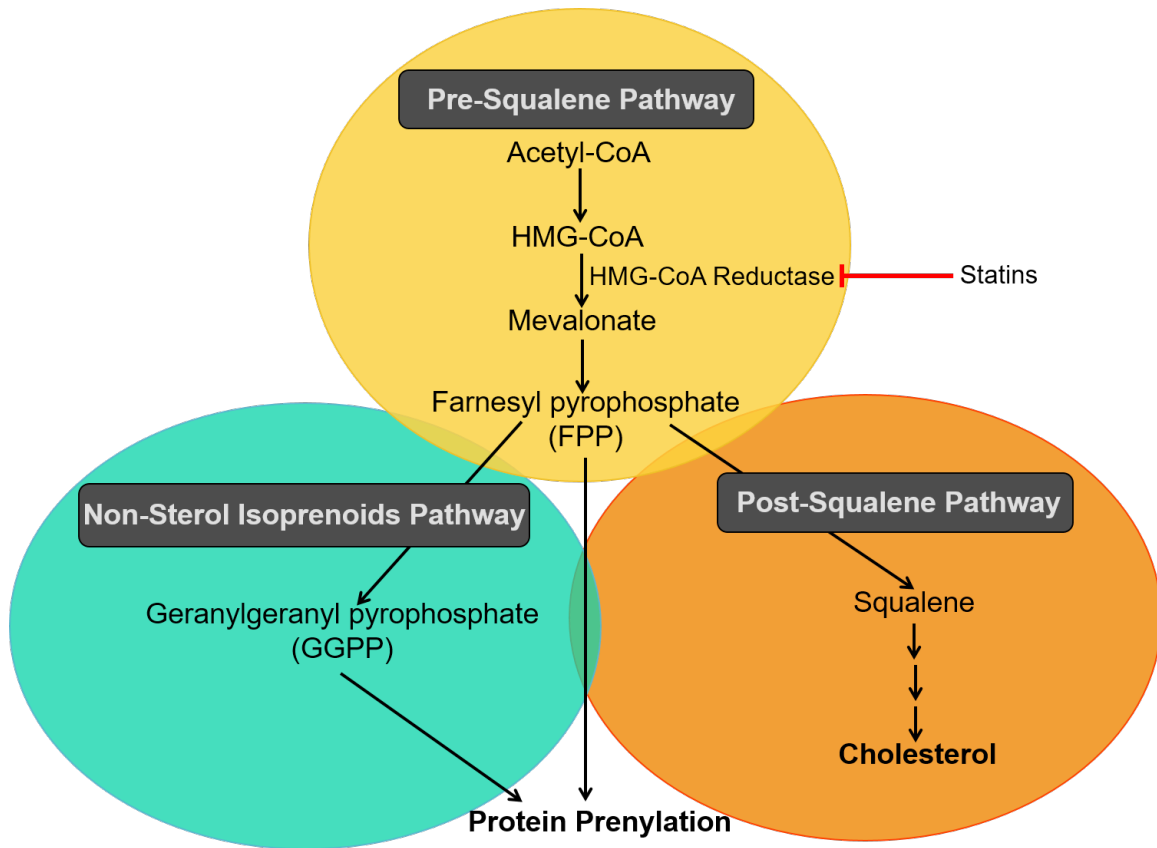 Pre-Squalene Pathway
Acetyl-CoA
HMG-CoA
HMG-CoA Reductase
Statins
Mevalonate
Farnesyl pyrophosphate
(FPP)
Non-Sterol Isoprenoids Pathway
Post-Squalene Pathway
Geranylgeranyl pyrophosphate
(GGPP)
Squalene
Cholesterol
Protein Prenylation